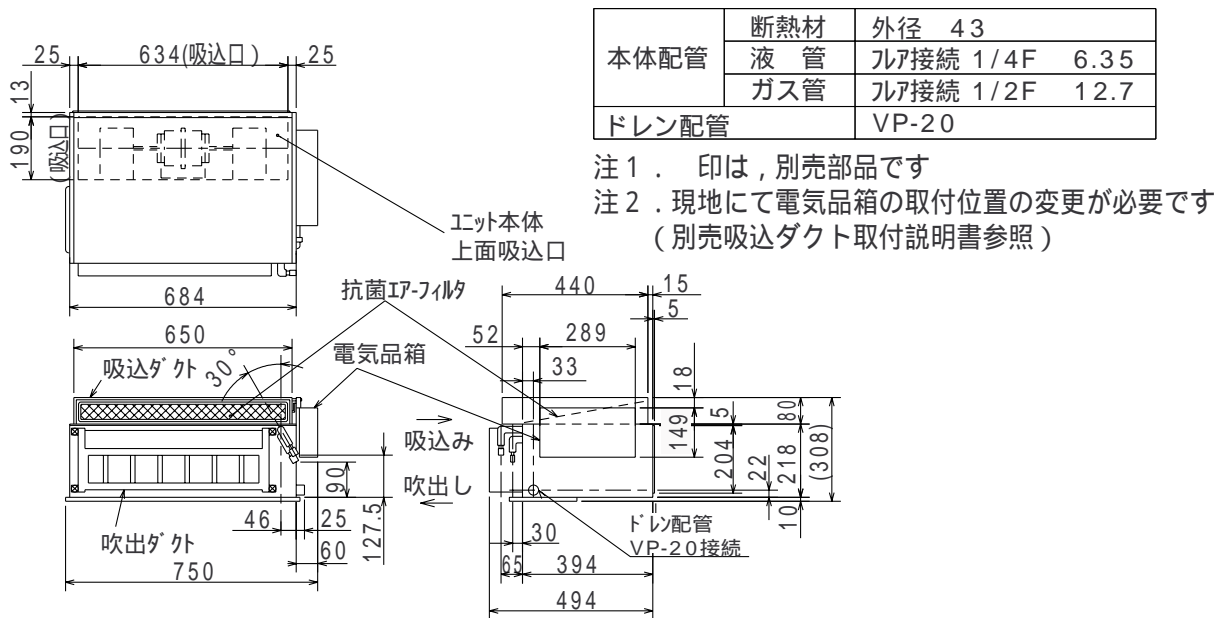 断熱材 外径 43
本体配管 液 管 フレア接続 1/4F 6.35
ガス管 フレア接続 1/2F 12.7
ドレン配管 VP-20
注1. 印は,別売部品です
注2.現地にて電気品箱の取付位置の変更が必要です
(別売吸込ダクト取付説明書参照)
25 634(吸込口) 25
13
190
(吸込口)
ユニット本体
上面吸込口
684
抗菌エアーフィルタ
650
吸込ダクト
30°
電気品箱
90
127.5
46 25
60
吹出ダクト
750
440 15
5
52 289
33
18
吸込み
吹出し
149
5
204
22
80
218
10
(308)
ドレン配管
VP-20接続
30
65 394
494